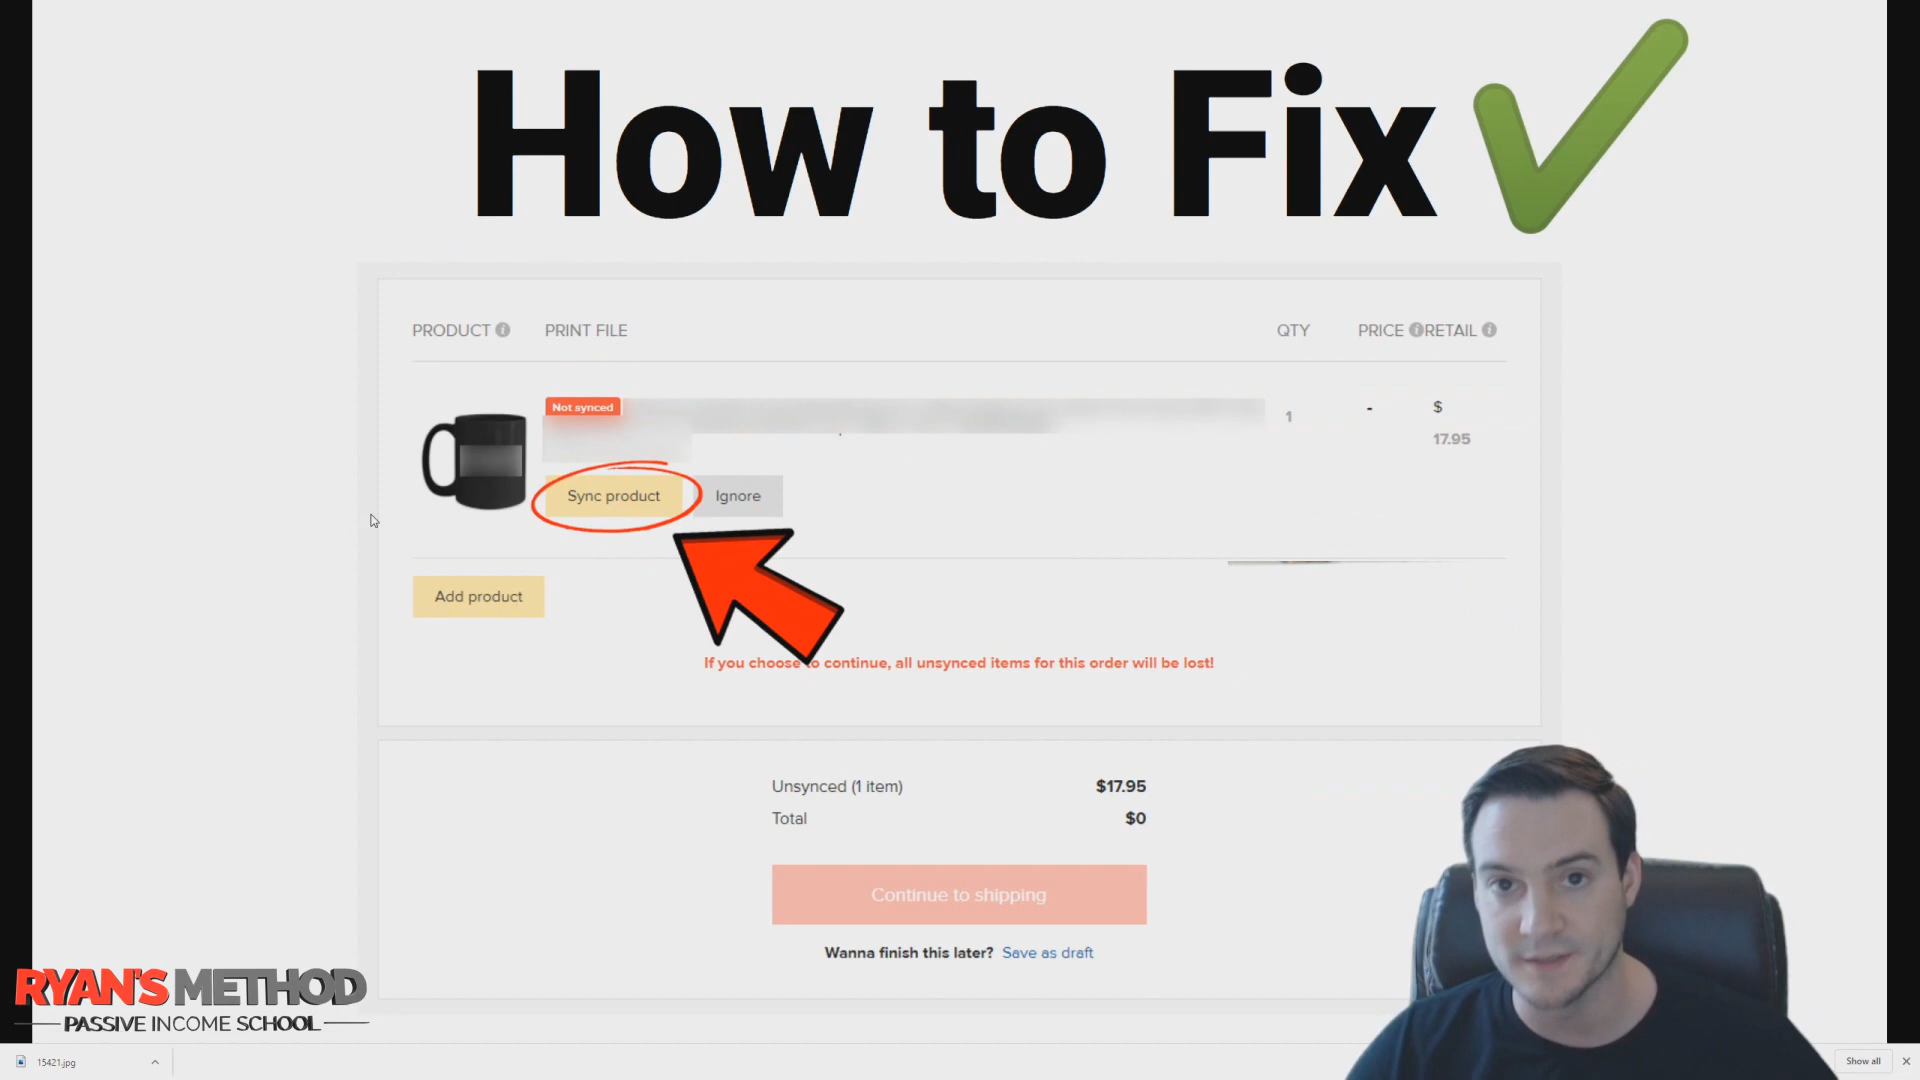 How to Fix
PRODUCT PRINT FILE QTY PRICE RETAIL
Not synced
1 - $
17.95
Sync product Ignore
Add product
If you choose to continue, all unsynced items for this order will be lost!
Unsynced (1 item) $17.95
Total $0
Continue to shipping
Wanna finish this later? Save as draft
RYAN'S METHOD
PASSIVE INCOME SCHOOL
15421.jpg Show all